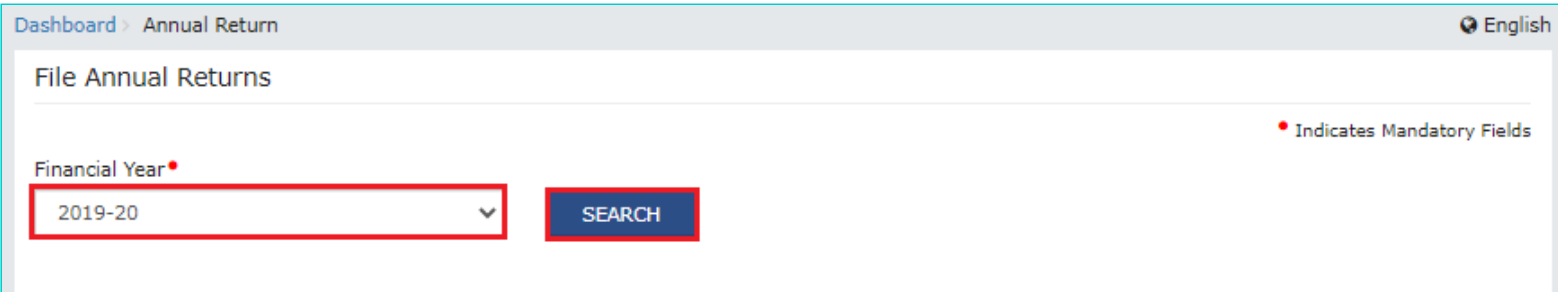 Dashboard > Annual Return
English
File Annual Returns
• Indicates Mandatory Fields
Financial Year•
2019-20
SEARCH